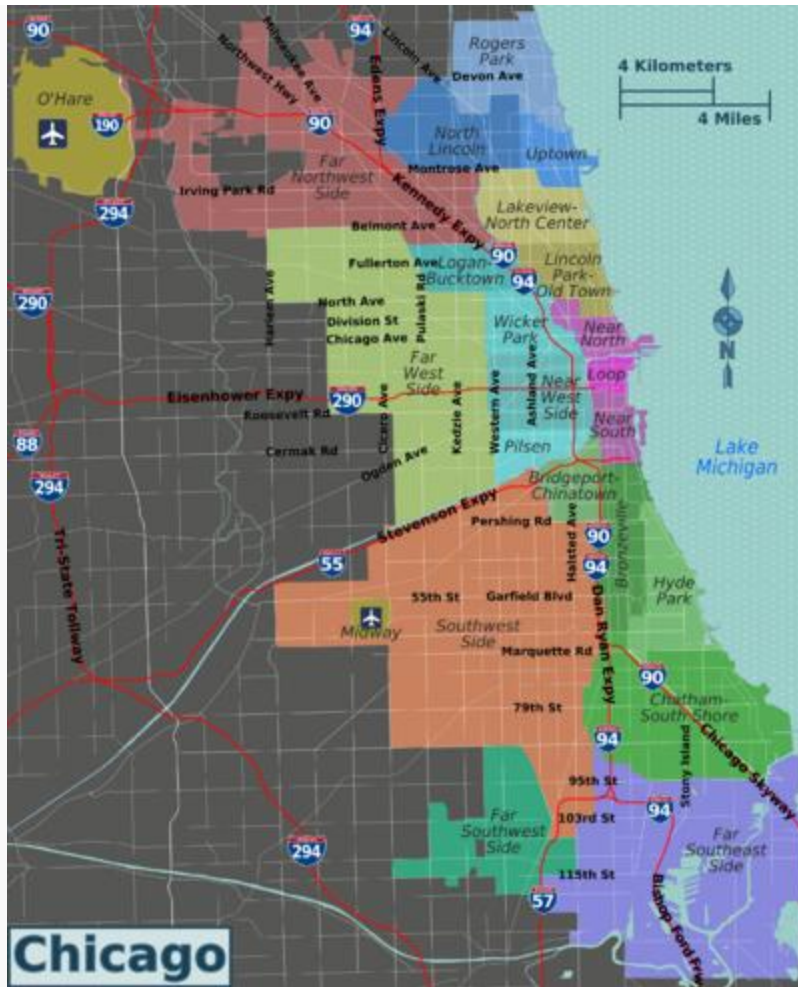 90
94
Milwaukee Ave
Northwest Hwy
Lincoln Ave
Edens Expy
Rogers
Park
Devon Ave
4 Kilometers
4 Miles
O'Hare
190
90
North
Lincoln
Uptown
Far
Northwest
Side
Montrose Ave
Irving Park Rd
Kennedy Expy
294
Lakeview-
North Center
Belmont Ave
90
94
Fullerton Ave
Logan-
Bucktown
Lincoln
Park-
Old Town
Harlem Ave
Pulaski Rd
290
North Ave
Division St
Chicago Ave
Wicker
Park
Near
North
N
Far
West
Side
Loop
Ashland Ave
Near
West
Side
Eisenhower Expy
290
Roosevelt Rd
Cicero Ave
Kedzie Ave
Western Ave
Near
South
88
Cermak Rd
Ogden Ave
Pilsen
Lake
Michigan
294
Bridgeport-
Chinatown
Stevenson Expy
Pershing Rd
Halsted Ave
Bronzeville
90
94
55
Tri-State Tollway
55th St
Garfield Blvd
Hyde
Park
Midway
Southwest
Side
Dan Ryan Expy
Marquette Rd
90
79th St
Chatham-
South Shore
94
Stony Island
Chicago Skyway
95th St
94
103rd St
Far
Southwest
Side
Far
Southeast
Side
294
115th St
57
Bishop Ford Frwy
Chicago